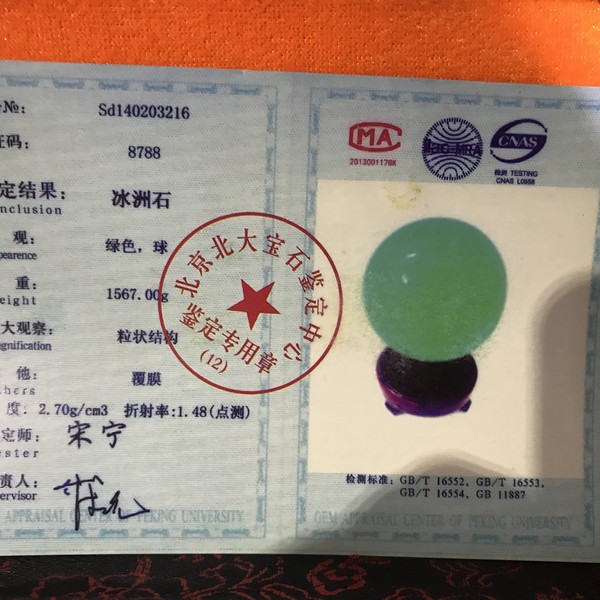 №: Sd140203216
码: 8788
定结果: 冰洲石
nclusion
观: 绿色，球
pearence
重: 1567.00g
eight
大观察: 粒状结构
gnification
他: 覆膜
thers
度: 2.70g/cm3 折射率:1.48(点测)
定师: 宋宁
ster
责人:
ervisor
APPRAISAL CENTER OF PEKING UNIVERSITY
北京北大宝石鉴定中心
鉴定专用章
(12)
MA
2013001178K
ilac-MRA
CNAS
检测 TESTING
CNAS L0958
检测标准: GB/T 16552, GB/T 16553,
GB/T 16554, GB 11887
GEM APPRAISAL CENTER OF PEKING UNIVERSITY